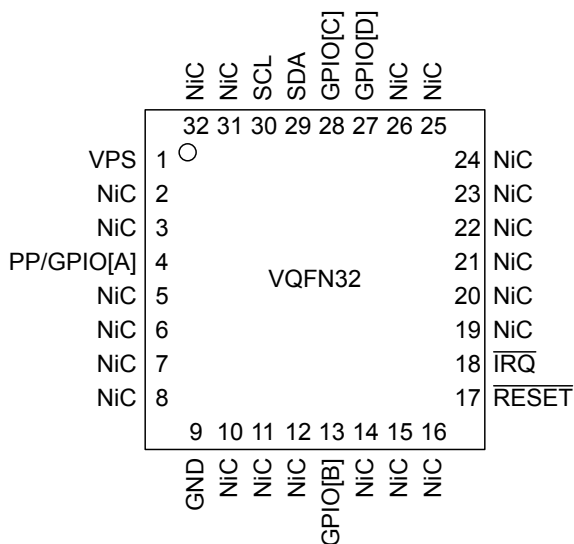 NiC NiC SCL SDA GPIO[C] GPIO[D] NiC NiC
32 31 30 29 28 27 26 25
VPS 1 24 NiC
NiC 2 23 NiC
NiC 3 22 NiC
PP/GPIO[A] 4 21 NiC
VQFN32
NiC 5 20 NiC
NiC 6 19 NiC
NiC 7 18 IRQ
NiC 8 17 RESET
9 10 11 12 13 14 15 16
GND NiC NiC NiC GPIO[B] NiC NiC NiC